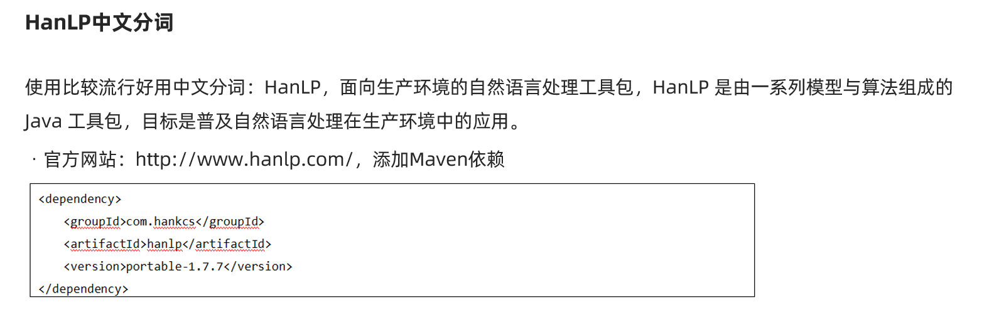 HanLP中文分词
使用比较流行好用中文分词：HanLP，面向生产环境的自然语言处理工具包，HanLP 是由一系列模型与算法组成的
Java 工具包，目标是普及自然语言处理在生产环境中的应用。
· 官方网站：http://www.hanlp.com/，添加Maven依赖
<dependency>
    <groupId>com.hankcs</groupId>
    <artifactId>hanlp</artifactId>
    <version>portable-1.7.7</version>
</dependency>